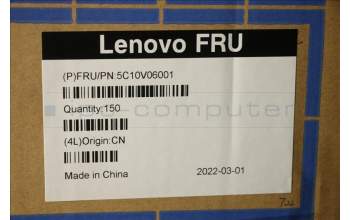 Lenovo FRU
(P)FRU/PN:5C10V06001
Quantity:150
(4L)Origin:CN
Made in China 2022-03-01